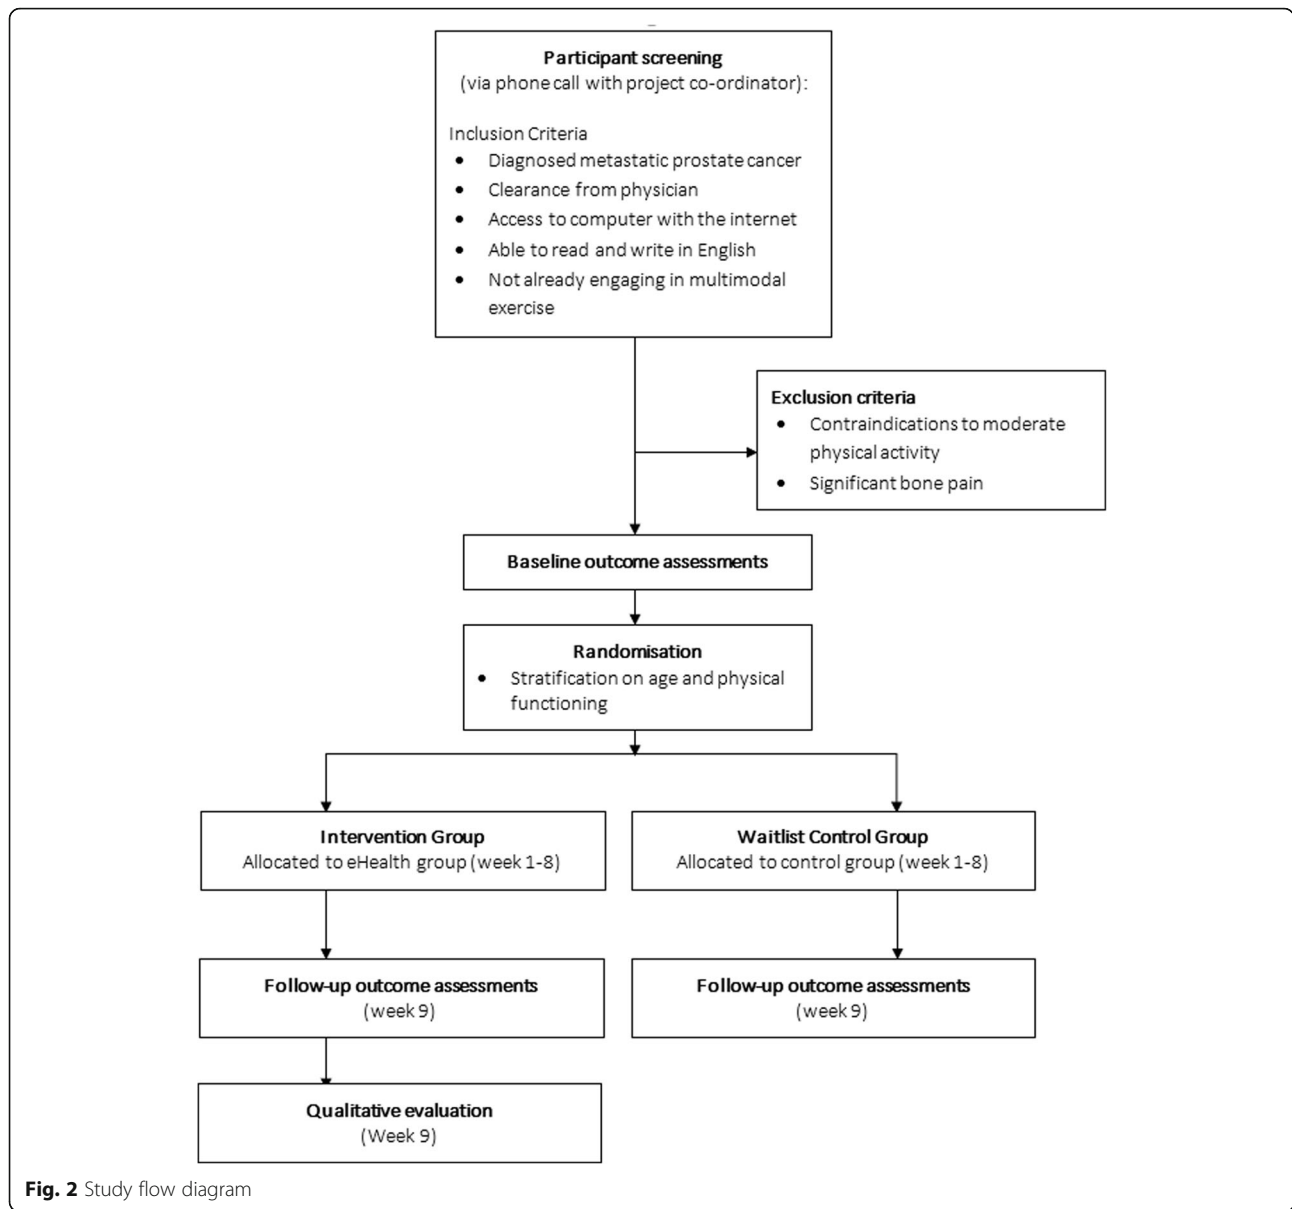 Participant screening
(via phone call with project co-ordinator):
Inclusion Criteria
• Diagnosed metastatic prostate cancer
• Clearance from physician
• Access to computer with the internet
• Able to read and write in English
• Not already engaging in multimodal
exercise
Exclusion criteria
• Contraindications to moderate
physical activity
• Significant bone pain
Baseline outcome assessments
Randomisation
• Stratification on age and physical
functioning
Intervention Group
Allocated to eHealth group (week 1-8)
Waitlist Control Group
Allocated to control group (week 1-8)
Follow-up outcome assessments
(week 9)
Follow-up outcome assessments
(week 9)
Qualitative evaluation
(Week 9)
Fig. 2 Study flow diagram